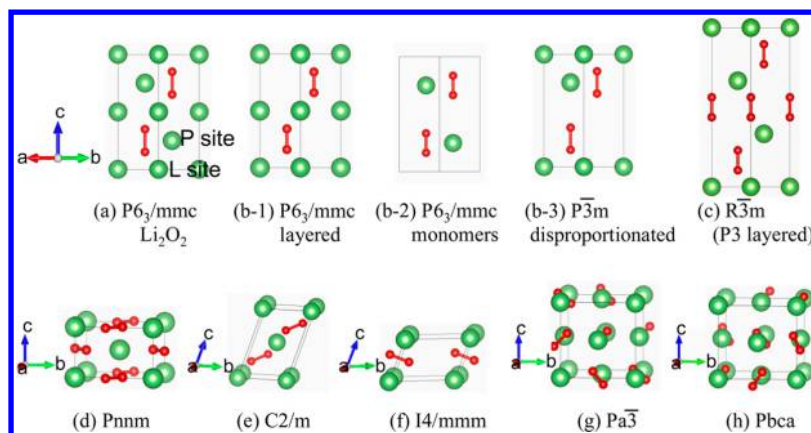 c
a
b
P site
L site
(a) P6₃/mmc
Li₂O₂
(b-1) P6₃/mmc
layered
(b-2) P6₃/mmc
monomers
(b-3) P3̅m
disproportionated
(c) R3̅m
(P3 layered)
c
a
b
(d) Pnnm
c
a
b
(e) C2/m
c
a
b
(f) I4/mmm
c
a
b
(g) Pa3̅
c
a
b
(h) Pbca